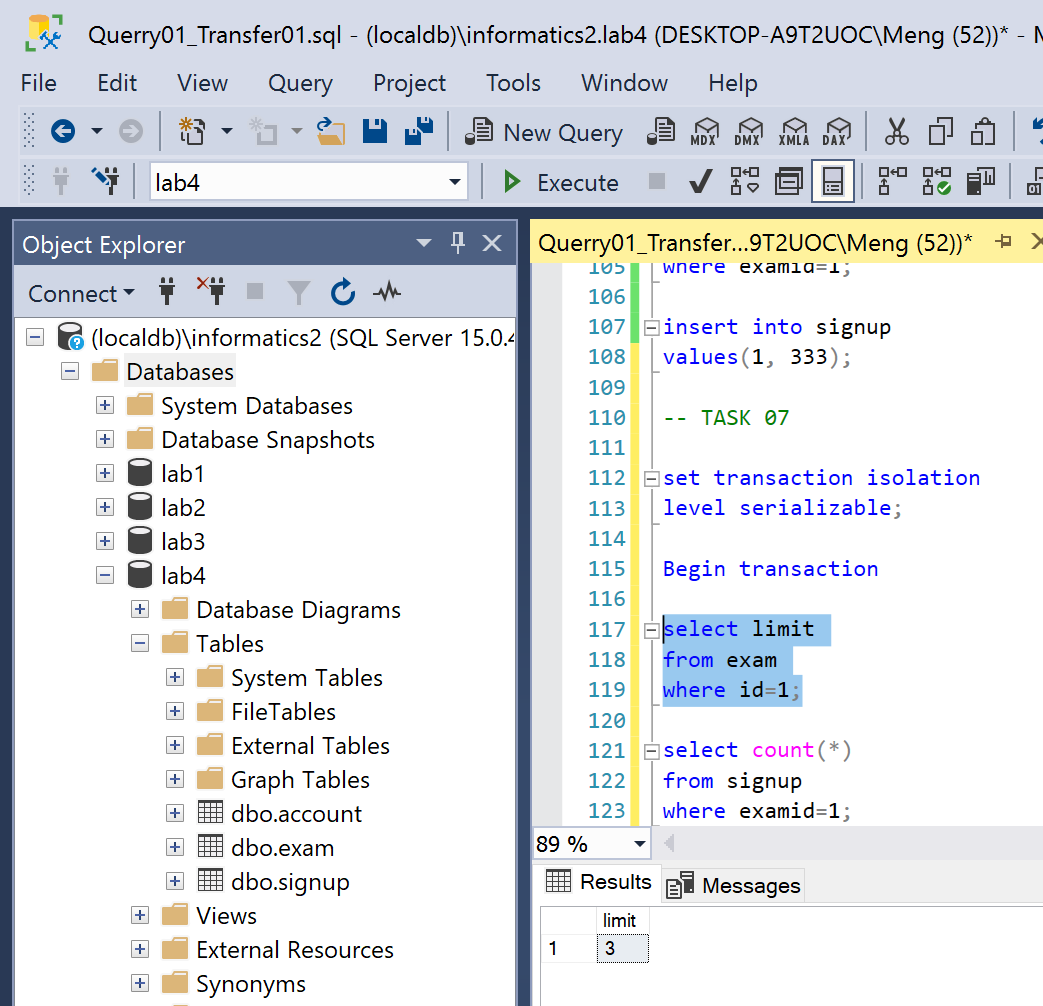 Querry01_Transfer01.sql - (localdb)\informatics2.lab4 (DESKTOP-A9T2UOC\Meng (52))* -
File Edit View Query Project Tools Window Help
New Query MDX DMX XMLA DAX
lab4 Execute
Object Explorer
Connect
(localdb)\informatics2 (SQL Server 15.0.4
Databases
System Databases
Database Snapshots
lab1
lab2
lab3
lab4
Database Diagrams
Tables
System Tables
FileTables
External Tables
Graph Tables
dbo.account
dbo.exam
dbo.signup
Views
External Resources
Synonyms
Querry01_Transfer...9T2UOC\Meng (52))*
105 where examid=1;
106
107 insert into signup
108 values(1, 333);
109
110 -- TASK 07
111
112 set transaction isolation
113 level serializable;
114
115 Begin transaction
116
117 select limit
118 from exam
119 where id=1;
120
121 select count(*)
122 from signup
123 where examid=1;
89 %
Results Messages
limit
1 3